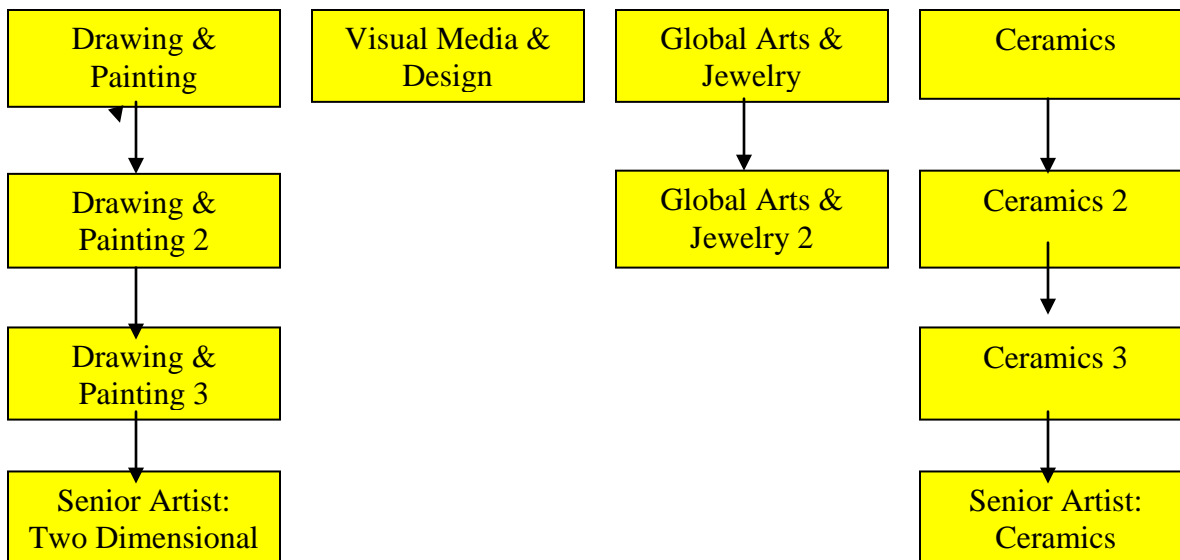 Drawing &
Painting
Visual Media &
Design
Global Arts &
Jewelry
Ceramics
Drawing &
Painting 2
Global Arts &
Jewelry 2
Ceramics 2
Drawing &
Painting 3
Ceramics 3
Senior Artist:
Two Dimensional
Senior Artist:
Ceramics